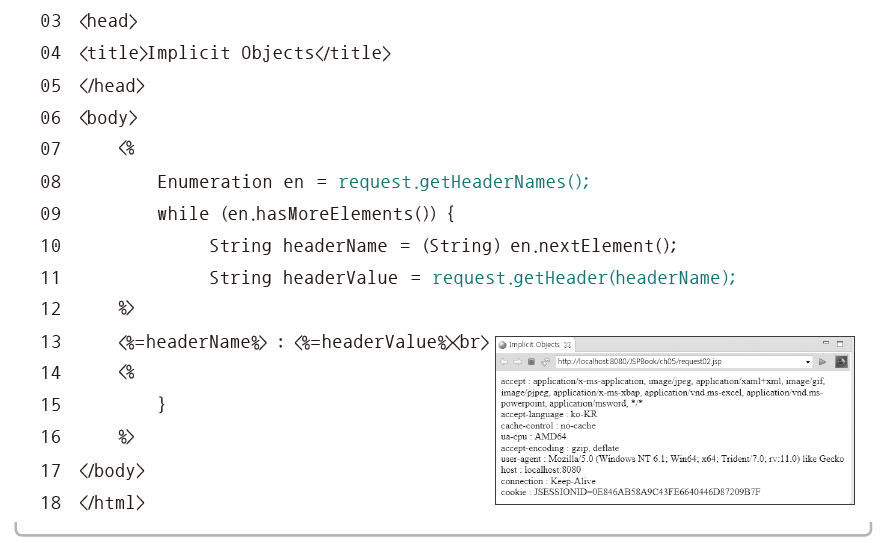 03 <head>
04 <title>Implicit Objects</title>
05 </head>
06 <body>
07 <%
08 Enumeration en = request.getHeaderNames();
09 while (en.hasMoreElements()) {
10 String headerName = (String) en.nextElement();
11 String headerValue = request.getHeader(headerName);
12 %>
13 <%=headerName%> : <%=headerValue%><br>
14 <%
15 }
16 %>
17 </body>
18 </html>
Implicit Objects
http://localhost:8080/JSPBook/ch05/request02.jsp
accept : application/x-ms-application, image/jpeg, application/xaml+xml, image/gif,
image/pjpeg, application/x-ms-xbap, application/vnd.ms-excel, application/vnd.ms-
powerpoint, application/msword, */*
accept-language : ko-KR
cache-control : no-cache
ua-cpu : AMD64
accept-encoding : gzip, deflate
user-agent : Mozilla/5.0 (Windows NT 6.1; Win64; x64; Trident/7.0; rv:11.0) like Gecko
host : localhost:8080
connection : Keep-Alive
cookie : JSESSIONID=0E846AB58A9C43FE6640446D87209B7F